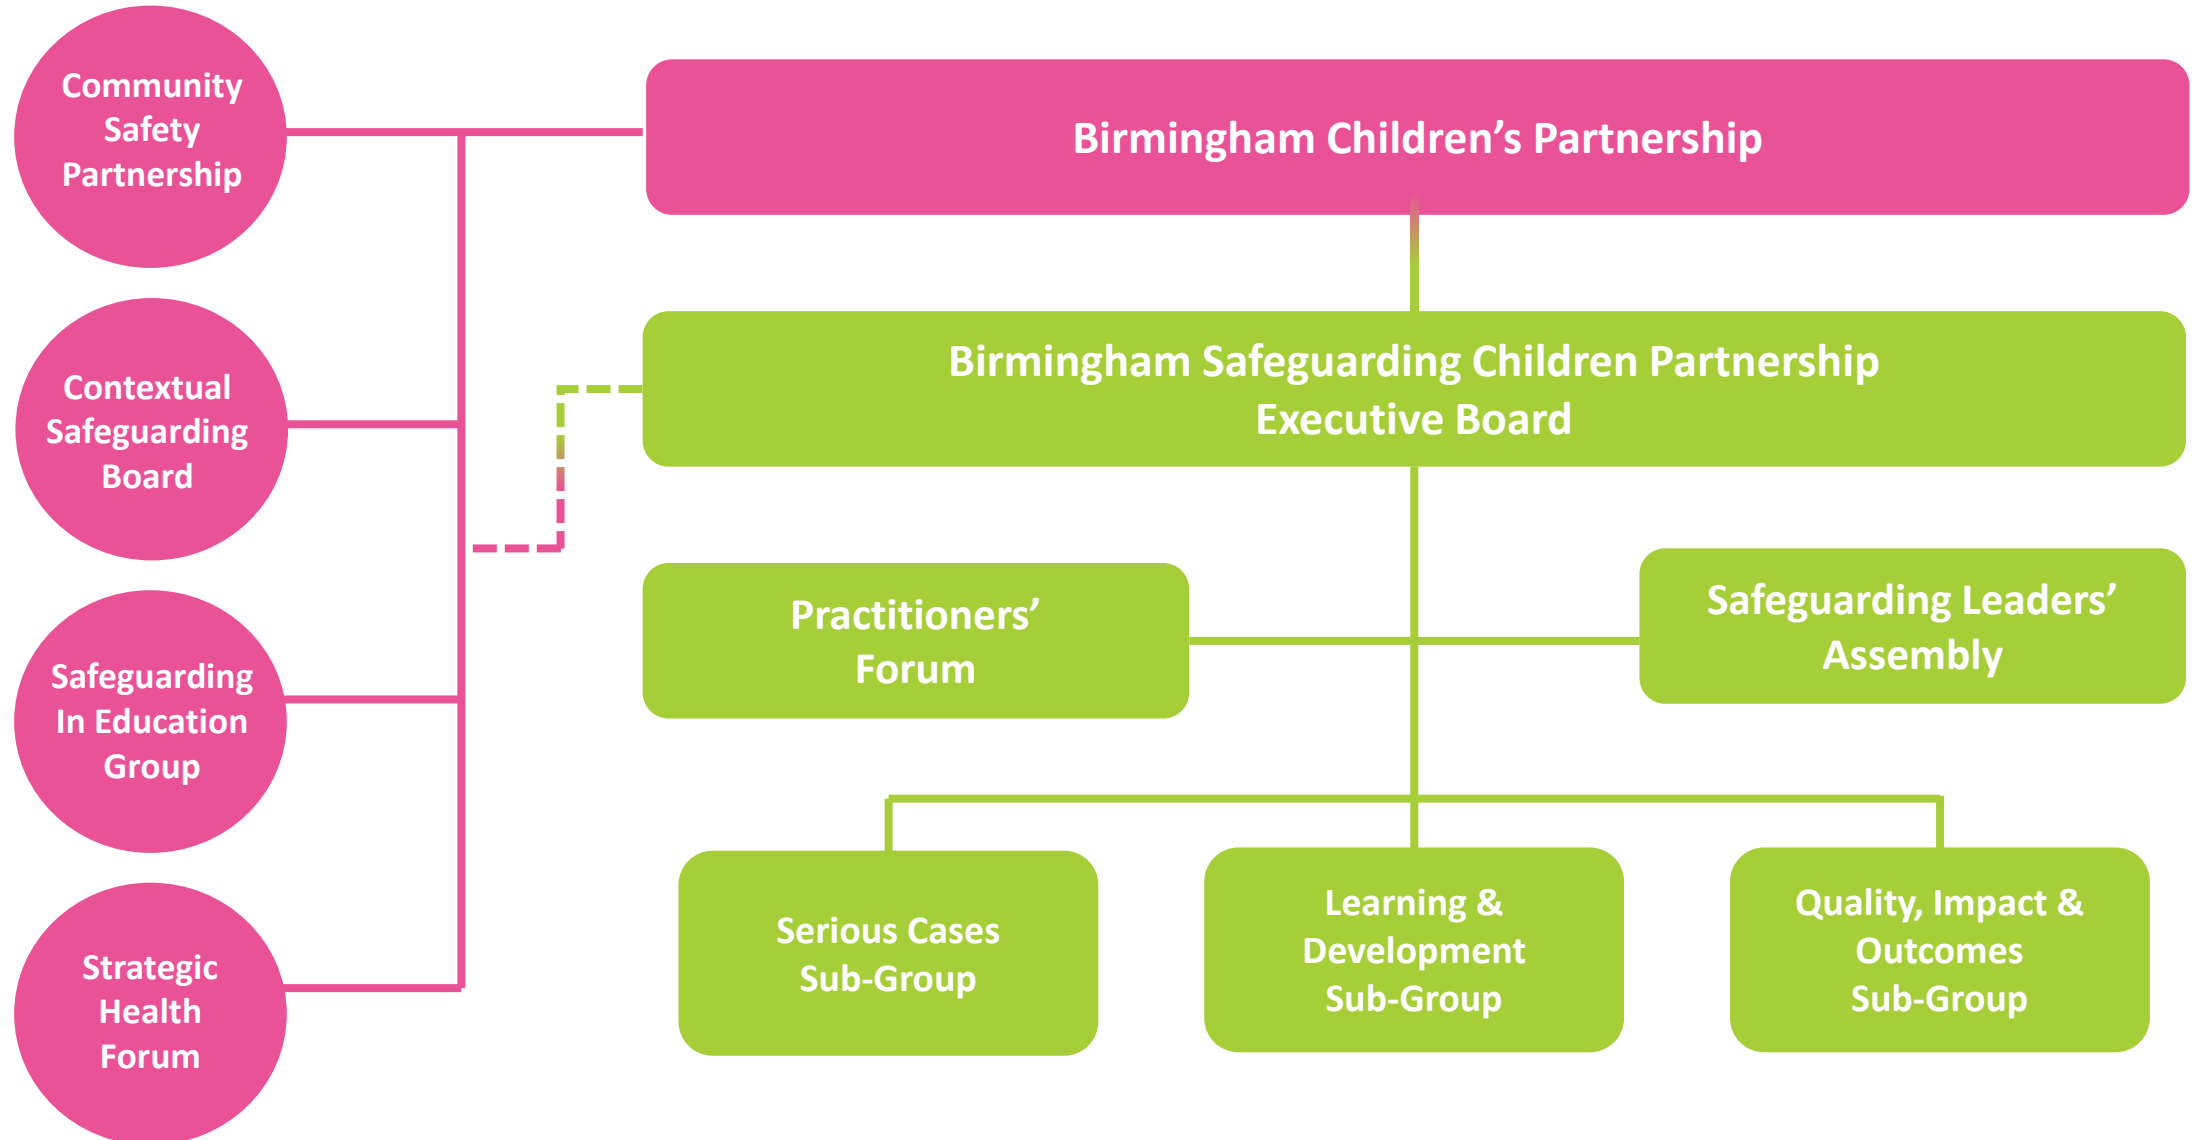 Community
Safety
Partnership
Birmingham Children’s Partnership
Birmingham Safeguarding Children Partnership
Executive Board
Contextual
Safeguarding
Board
Practitioners’
Forum
Safeguarding Leaders’
Assembly
Safeguarding
In Education
Group
Serious Cases
Sub-Group
Learning &
Development
Sub-Group
Quality, Impact &
Outcomes
Sub-Group
Strategic
Health
Forum